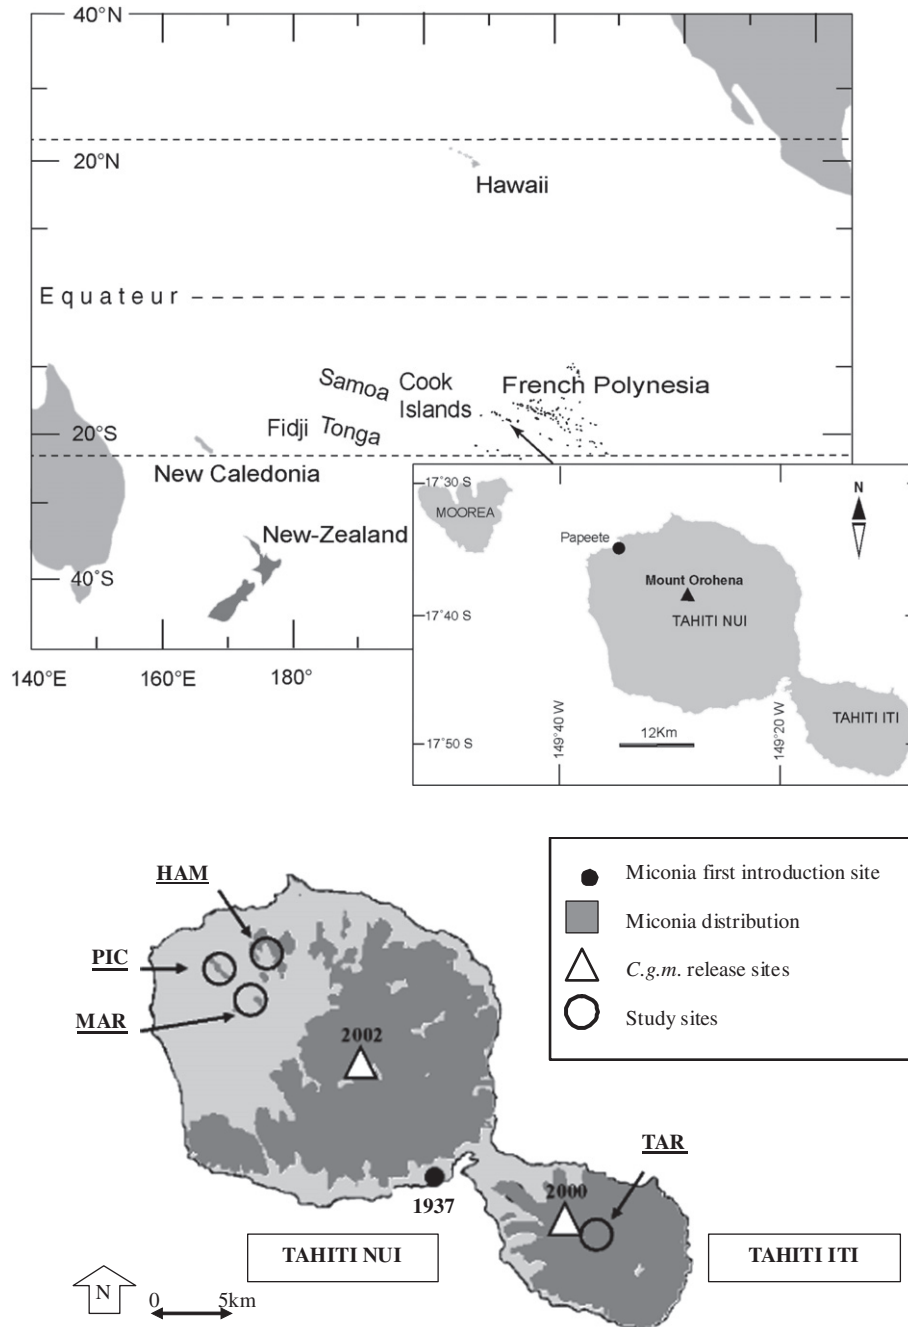 40°N
20°N
Hawaii
Equateur
Samoa
Cook
Islands
French Polynesia
Fidji
Tonga
20°S
New Caledonia
New-Zealand
40°S
140°E
160°E
180°
17°30 S
MOOREA
N
Papeete
Mount Orohena
17°40 S
TAHITI NUI
TAHITI ITI
12Km
17°50 S
149°40 W
149°20 W
HAM
PIC
MAR
2002
Miconia first introduction site
Miconia distribution
C.g.m. release sites
Study sites
TAR
2000
1937
TAHITI NUI
TAHITI ITI
N
0 5km